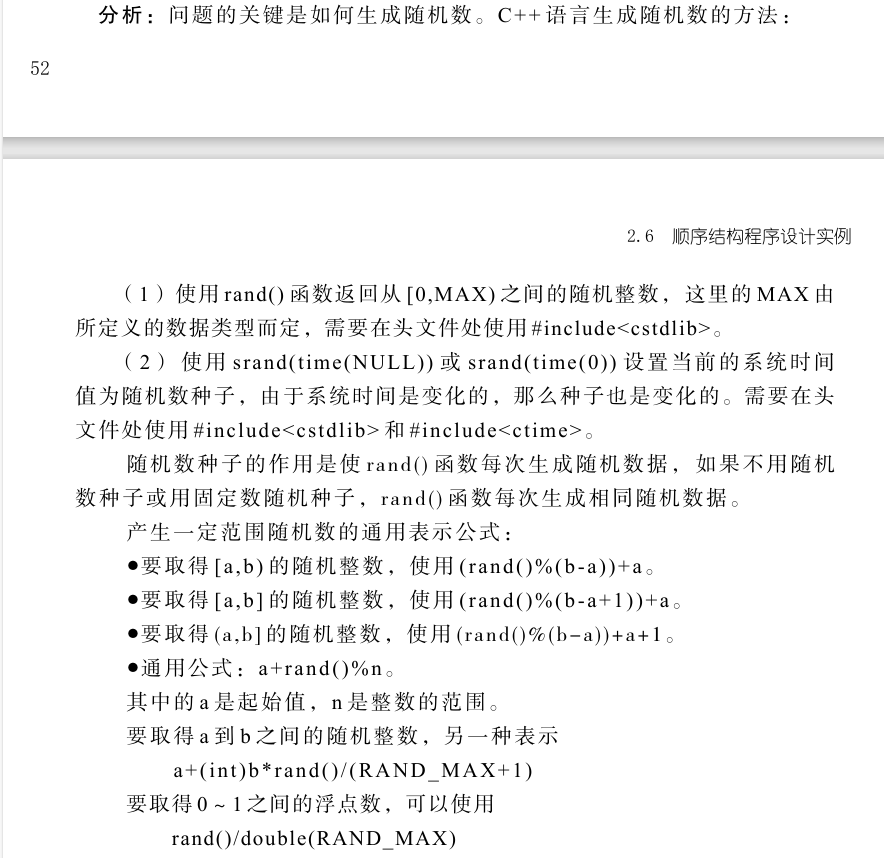 分析：问题的关键是如何生成随机数。C++语言生成随机数的方法：
52
2.6 顺序结构程序设计实例
（1）使用rand()函数返回从[0,MAX)之间的随机整数，这里的MAX由
所定义的数据类型而定，需要在头文件处使用#include<cstdlib>。
（2）使用srand(time(NULL))或srand(time(0))设置当前的系统时间
值为随机数种子，由于系统时间是变化的，那么种子也是变化的。需要在头
文件处使用#include<cstdlib>和#include<ctime>。
随机数种子的作用是使rand()函数每次生成随机数据，如果不用随机
数种子或用固定数随机种子，rand()函数每次生成相同随机数据。
产生一定范围随机数的通用表示公式：
●要取得[a,b)的随机整数，使用(rand()%(b-a))+a。
●要取得[a,b]的随机整数，使用(rand()%(b-a+1))+a。
●要取得(a,b]的随机整数，使用(rand()%(b-a))+a+1。
●通用公式：a+rand()%n。
其中的a是起始值，n是整数的范围。
要取得a到b之间的随机整数，另一种表示
a+(int)b*rand()/(RAND_MAX+1)
要取得0~1之间的浮点数，可以使用
rand()/double(RAND_MAX)